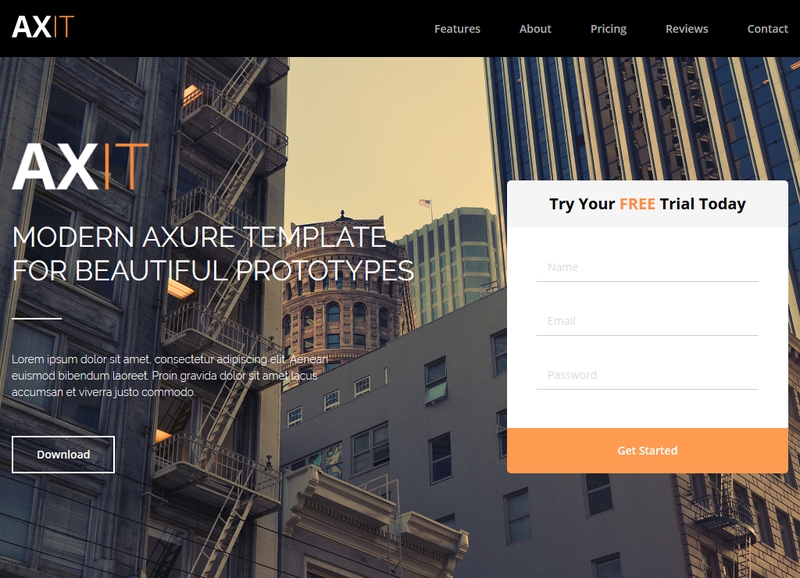 AXIT
Features About Pricing Reviews Contact
AXIT
MODERN AXURE TEMPLATE
FOR BEAUTIFUL PROTOTYPES
Lorem ipsum dolor sit amet, consectetur adipiscing elit. Aenean
euismod bibendum laoreet. Proin gravida dolor sit amet lacus
accumsan et viverra justo commodo.
Download
Try Your FREE Trial Today
Name
Email
Password
Get Started